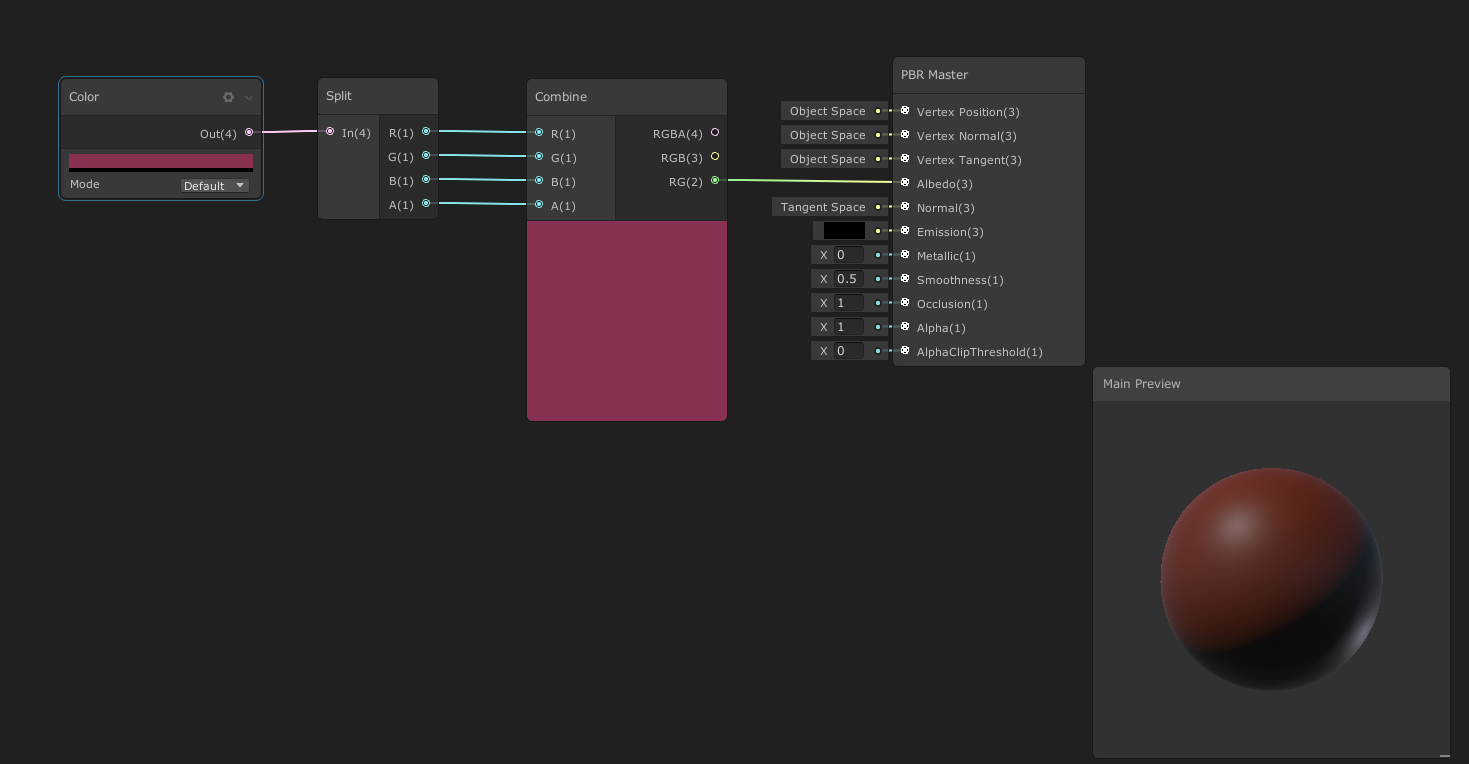 Color
Out(4)
Mode
Default
Split
In(4)
R(1)
G(1)
B(1)
A(1)
Combine
R(1)
G(1)
B(1)
A(1)
RGBA(4)
RGB(3)
RG(2)
PBR Master
Object Space
Vertex Position(3)
Object Space
Vertex Normal(3)
Object Space
Vertex Tangent(3)
Albedo(3)
Tangent Space
Normal(3)
Emission(3)
X 0
Metallic(1)
X 0.5
Smoothness(1)
X 1
Occlusion(1)
X 1
Alpha(1)
X 0
AlphaClipThreshold(1)
Main Preview